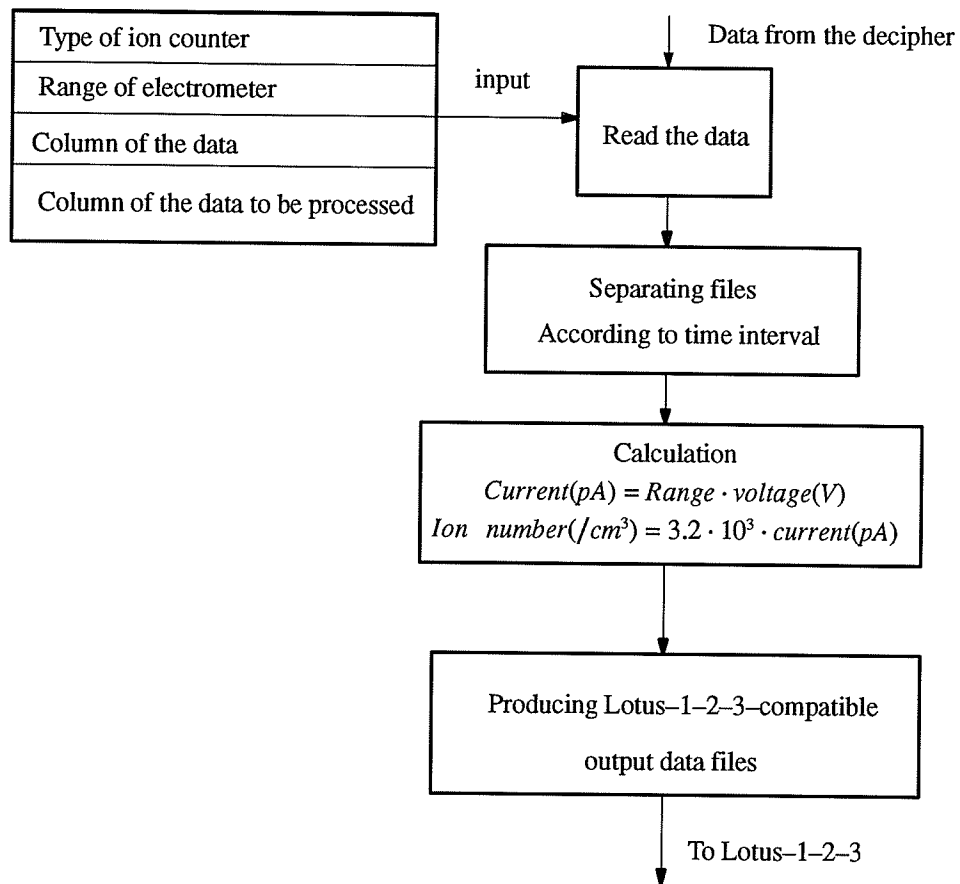 Type of ion counter
Range of electrometer
Column of the data
Column of the data to be processed
input
Data from the decipher
Read the data
Separating files
According to time interval
Calculation
Current(pA) = Range · voltage(V)
Ion number(/cm³) = 3.2 · 10³ · current(pA)
Producing Lotus–1–2–3–compatible
output data files
To Lotus–1–2–3